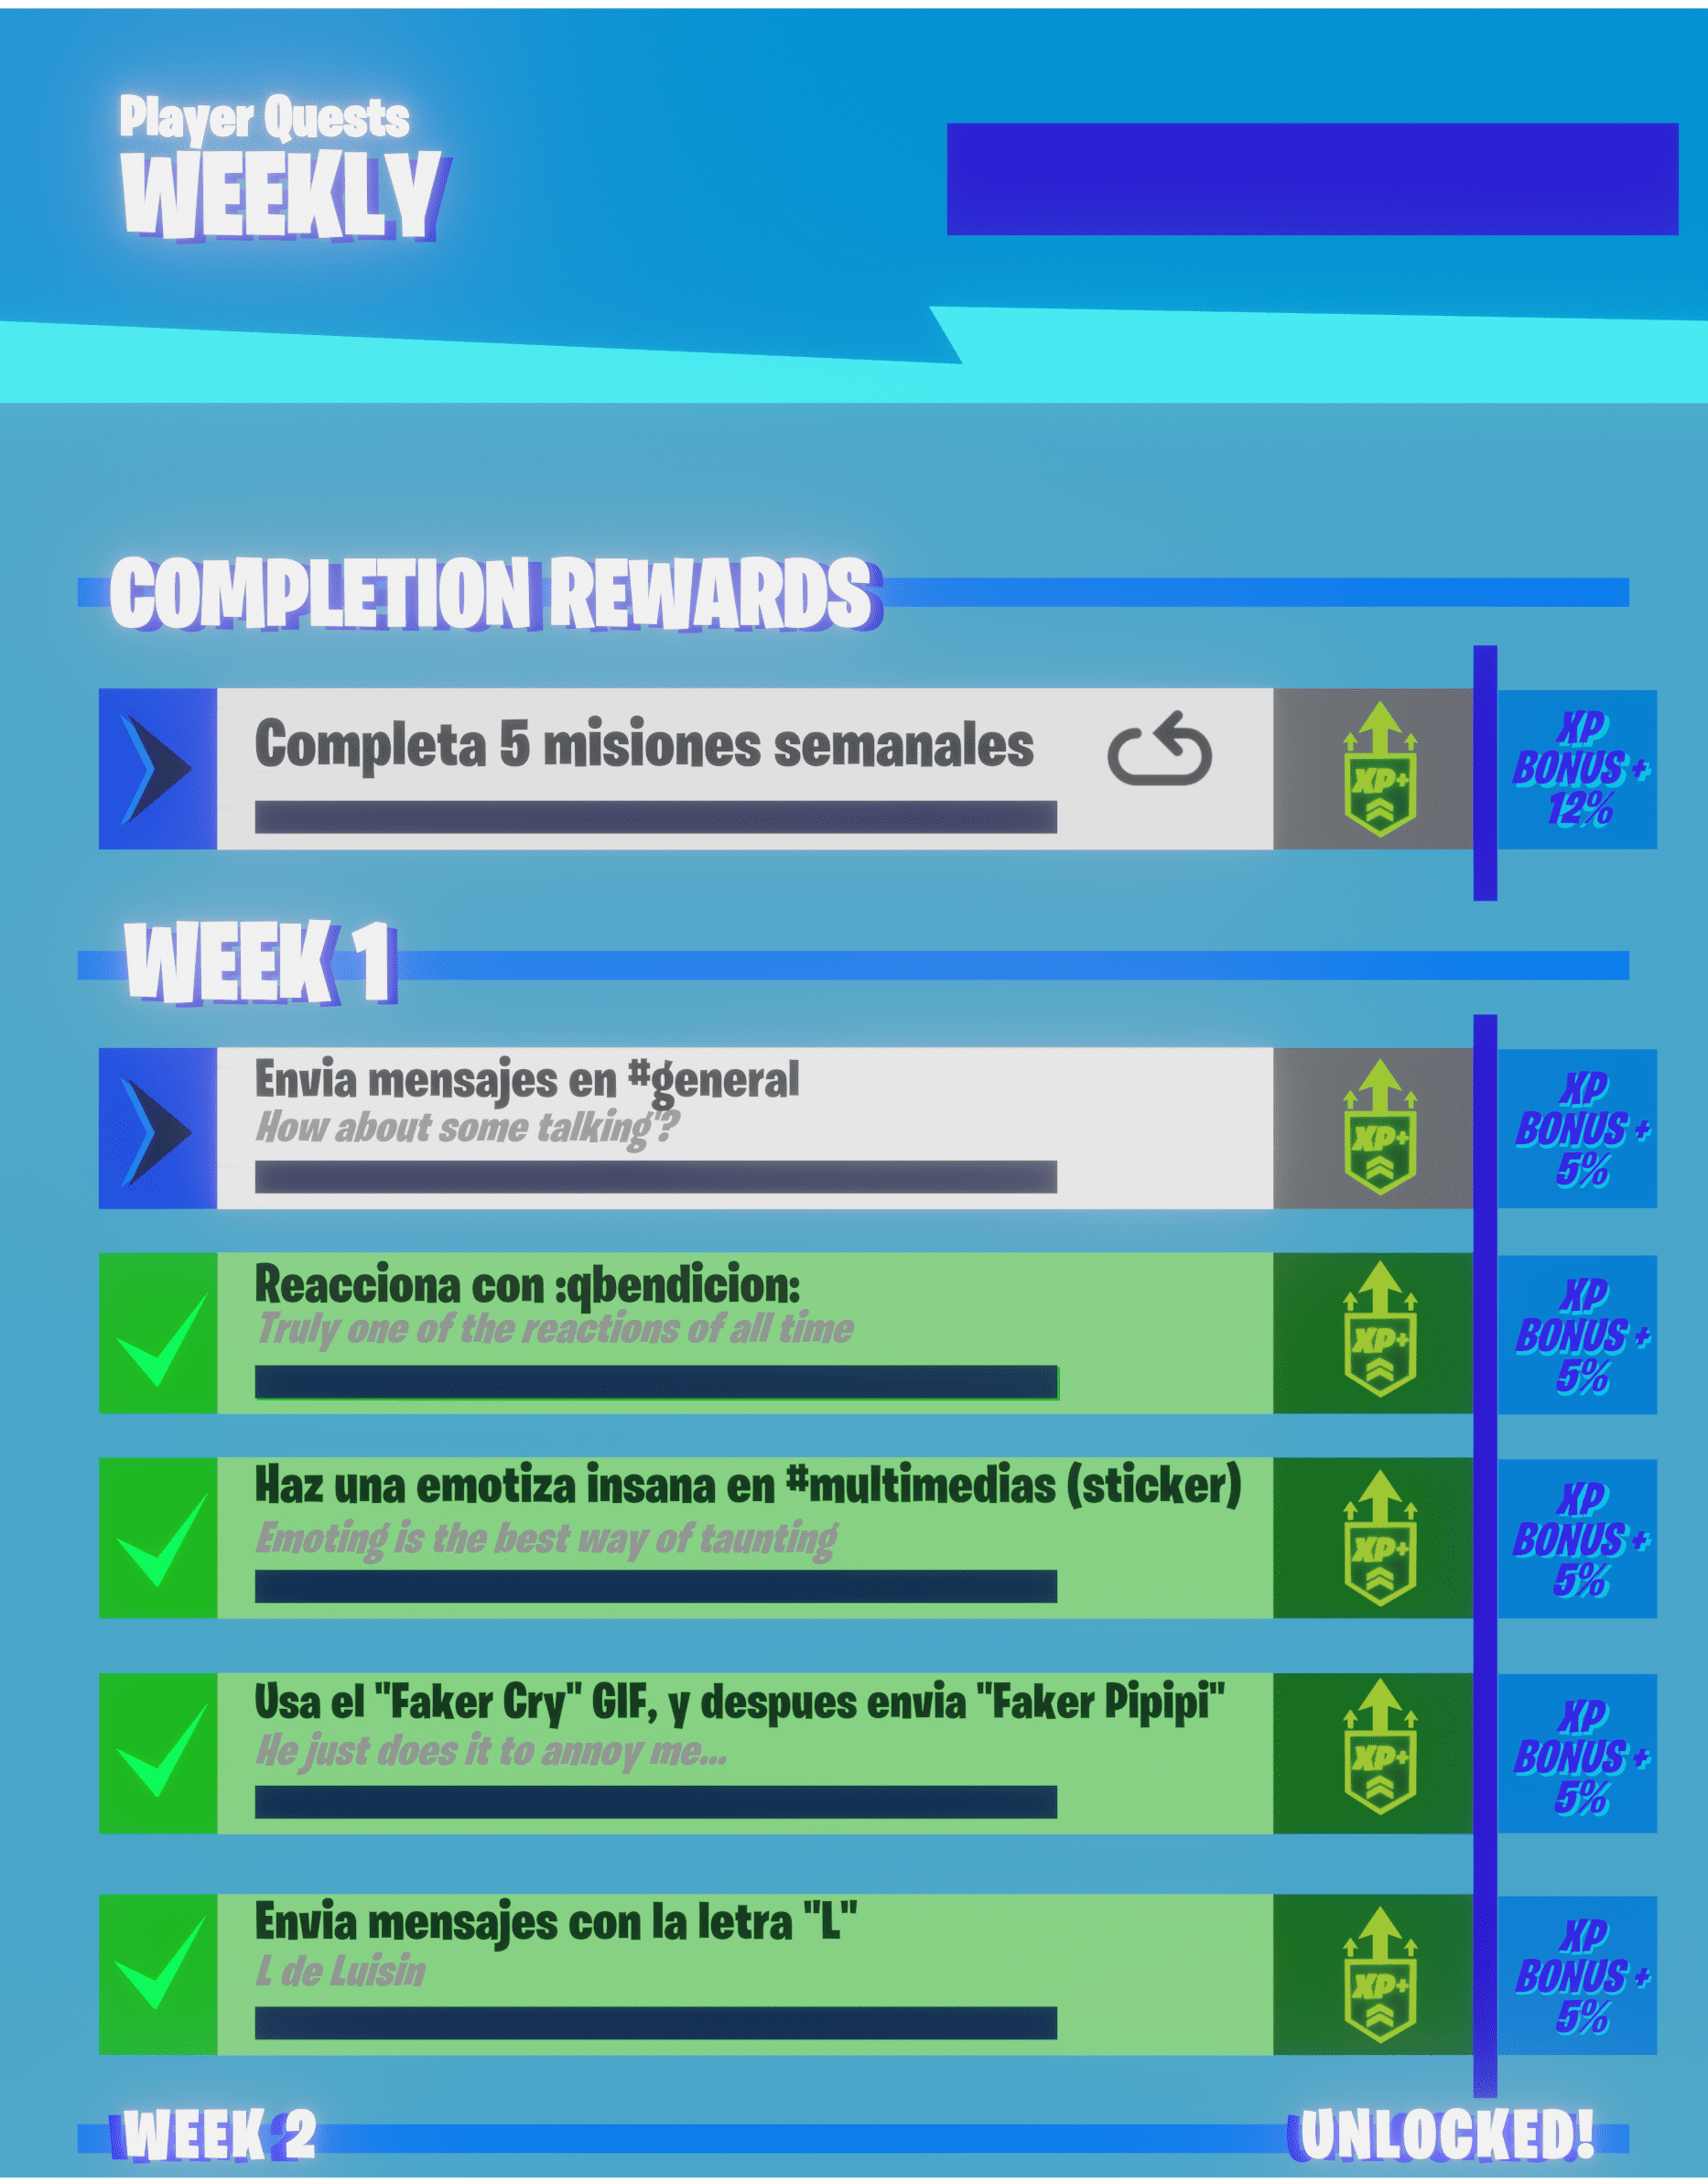 Player Quests
WEEKLY
COMPLETION REWARDS
Completa 5 misiones semanales
XP+
XP
BONUS +
12%
WEEK 1
Envia mensajes en #general
How about some talking?
XP+
XP
BONUS +
5%
Reacciona con :qbendicion:
Truly one of the reactions of all time
XP+
XP
BONUS +
5%
Haz una emotiza insana en #multimedias (sticker)
Emoting is the best way of taunting
XP+
XP
BONUS +
5%
Usa el "Faker Cry" GIF, y despues envia "Faker Pipipi"
He just does it to annoy me...
XP+
XP
BONUS +
5%
Envia mensajes con la letra "L"
L de Luisin
XP+
XP
BONUS +
5%
WEEK 2
UNLOCKED!